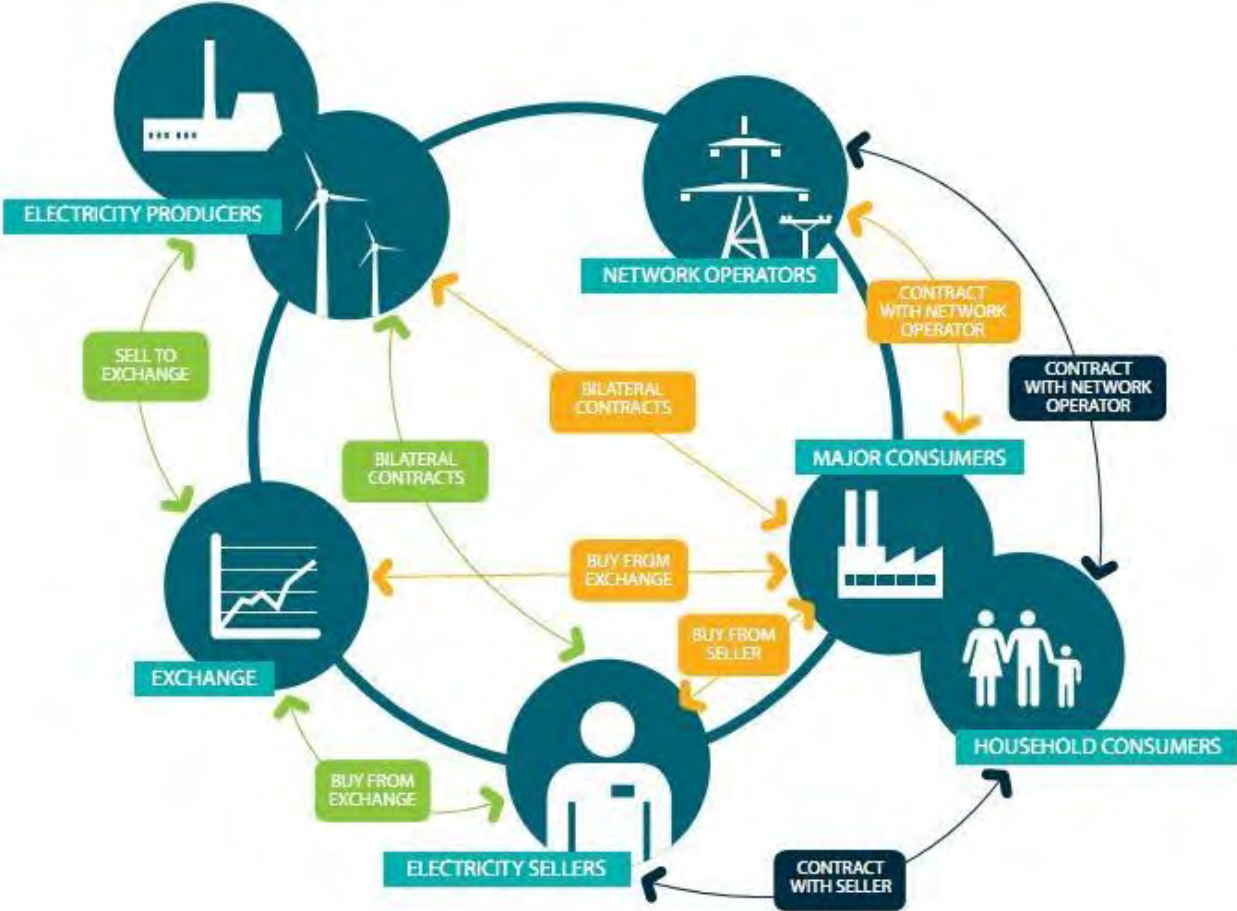 ELECTRICITY PRODUCERS
NETWORK OPERATORS
CONTRACT
WITH NETWORK
OPERATOR
SELL TO
EXCHANGE
CONTRACT
WITH NETWORK
OPERATOR
BILATERAL
CONTRACTS
BILATERAL
CONTRACTS
MAJOR CONSUMERS
BUY FROM
EXCHANGE
BUY FROM
SELLER
EXCHANGE
HOUSEHOLD CONSUMERS
BUY FROM
EXCHANGE
ELECTRICITY SELLERS
CONTRACT
WITH SELLER